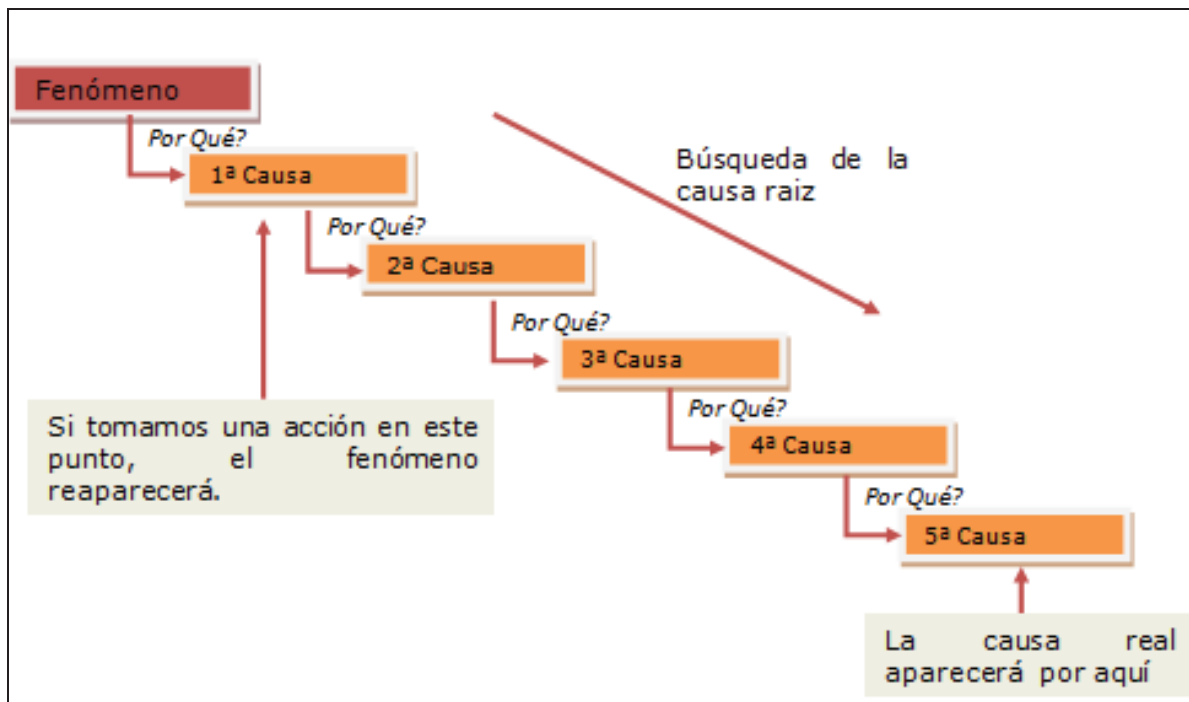 Fenómeno
Por Qué?
1ª Causa
Búsqueda de la
causa raiz
Por Qué?
2ª Causa
Por Qué?
3ª Causa
Por Qué?
4ª Causa
Si tomamos una acción en este
punto, el fenómeno
reaparecerá.
Por Qué?
5ª Causa
La causa real
aparecerá por aquí